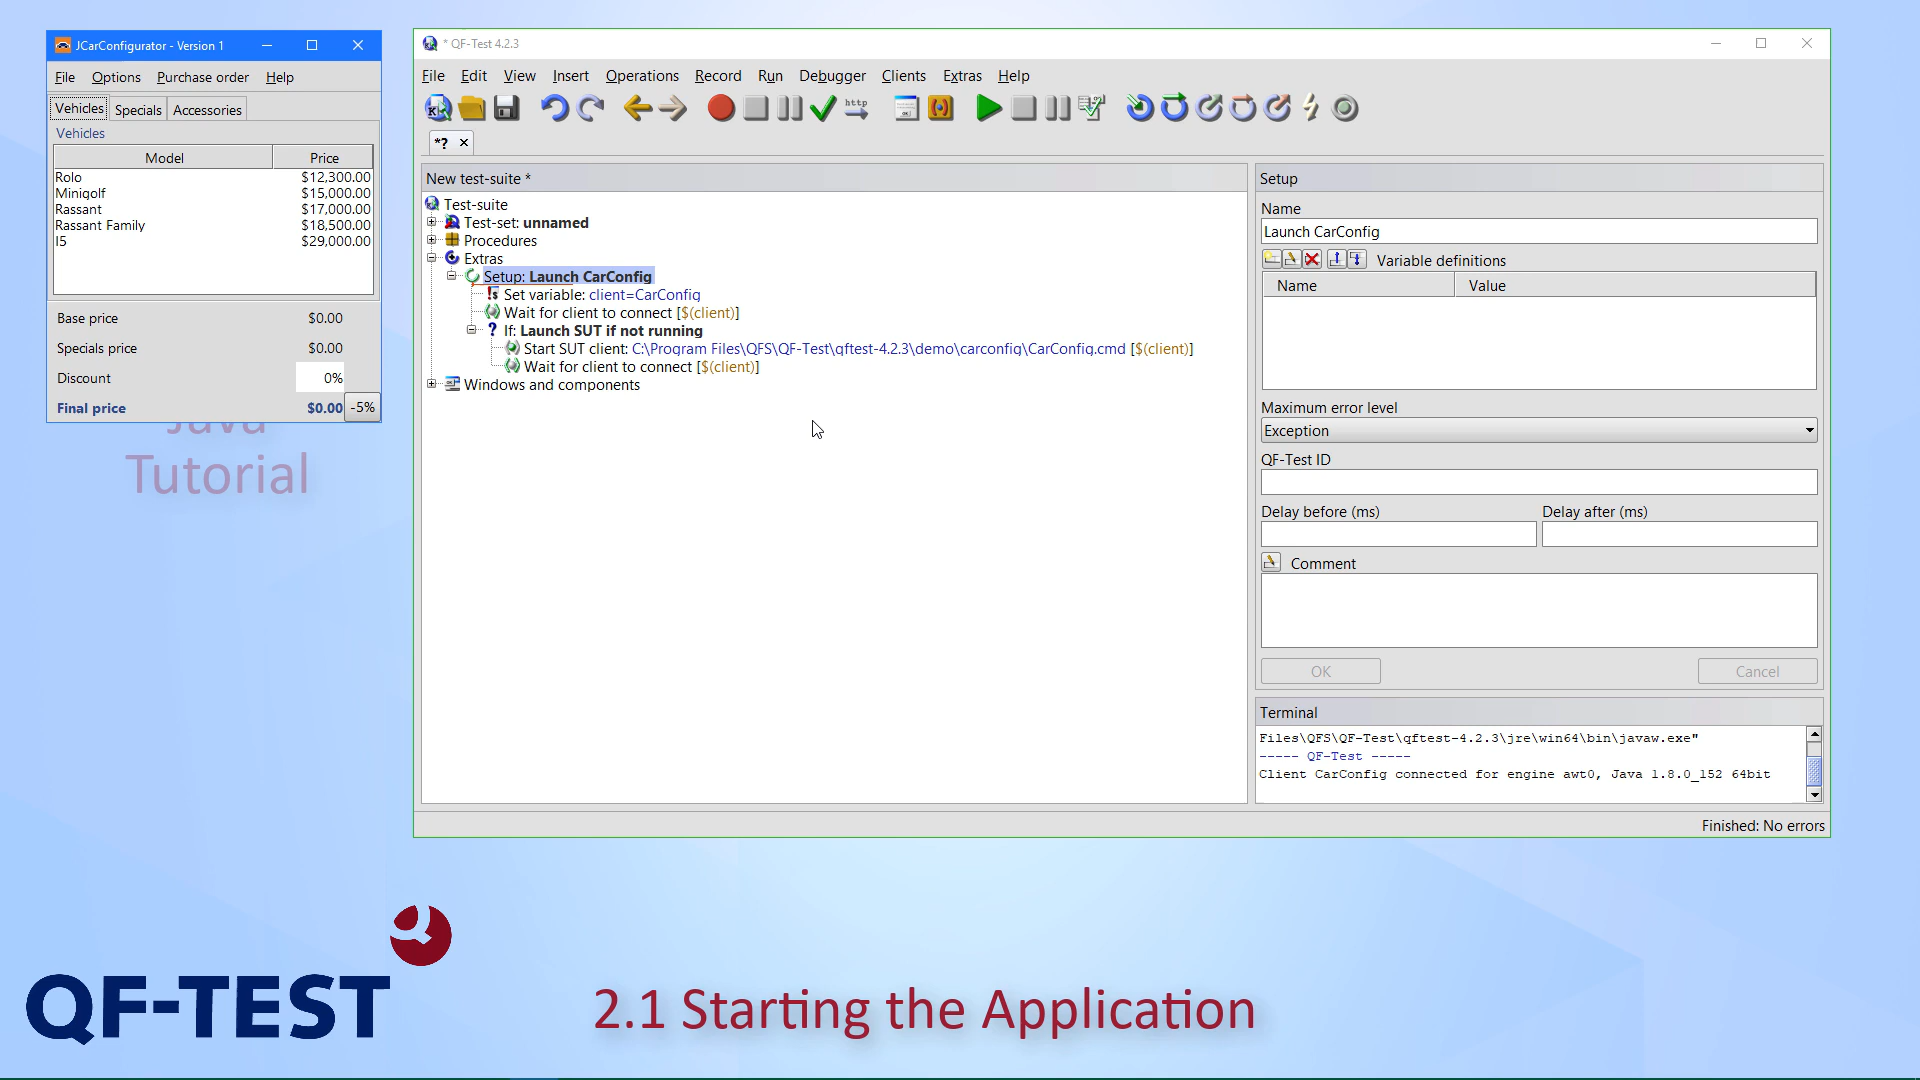 JCarConfigurator - Version 1
File Options Purchase order Help
Vehicles Specials Accessories
Vehicles
Model Price
Rolo $12,300.00
Minigolf $15,000.00
Rassant $17,000.00
Rassant Family $18,500.00
I5 $29,000.00
Base price $0.00
Specials price $0.00
Discount 0%
Final price $0.00 -5%
Java
Tutorial
* QF-Test 4.2.3
File Edit View Insert Operations Record Run Debugger Clients Extras Help
http
*?
New test-suite *
Test-suite
Test-set: unnamed
Procedures
Extras
Setup: Launch CarConfig
Set variable: client=CarConfig
Wait for client to connect [$(client)]
If: Launch SUT if not running
Start SUT client: C:\Program Files\QFS\QF-Test\qftest-4.2.3\demo\carconfig\CarConfig.cmd [$(client)]
Wait for client to connect [$(client)]
Windows and components
Setup
Name
Launch CarConfig
Variable definitions
Name Value
Maximum error level
Exception
QF-Test ID
Delay before (ms) Delay after (ms)
Comment
OK Cancel
Terminal
Files\QFS\QF-Test\qftest-4.2.3\jre\win64\bin\javaw.exe"
----- QF-Test -----
Client CarConfig connected for engine awt0, Java 1.8.0_152 64bit
Finished: No errors
QF-TEST
2.1 Starting the Application